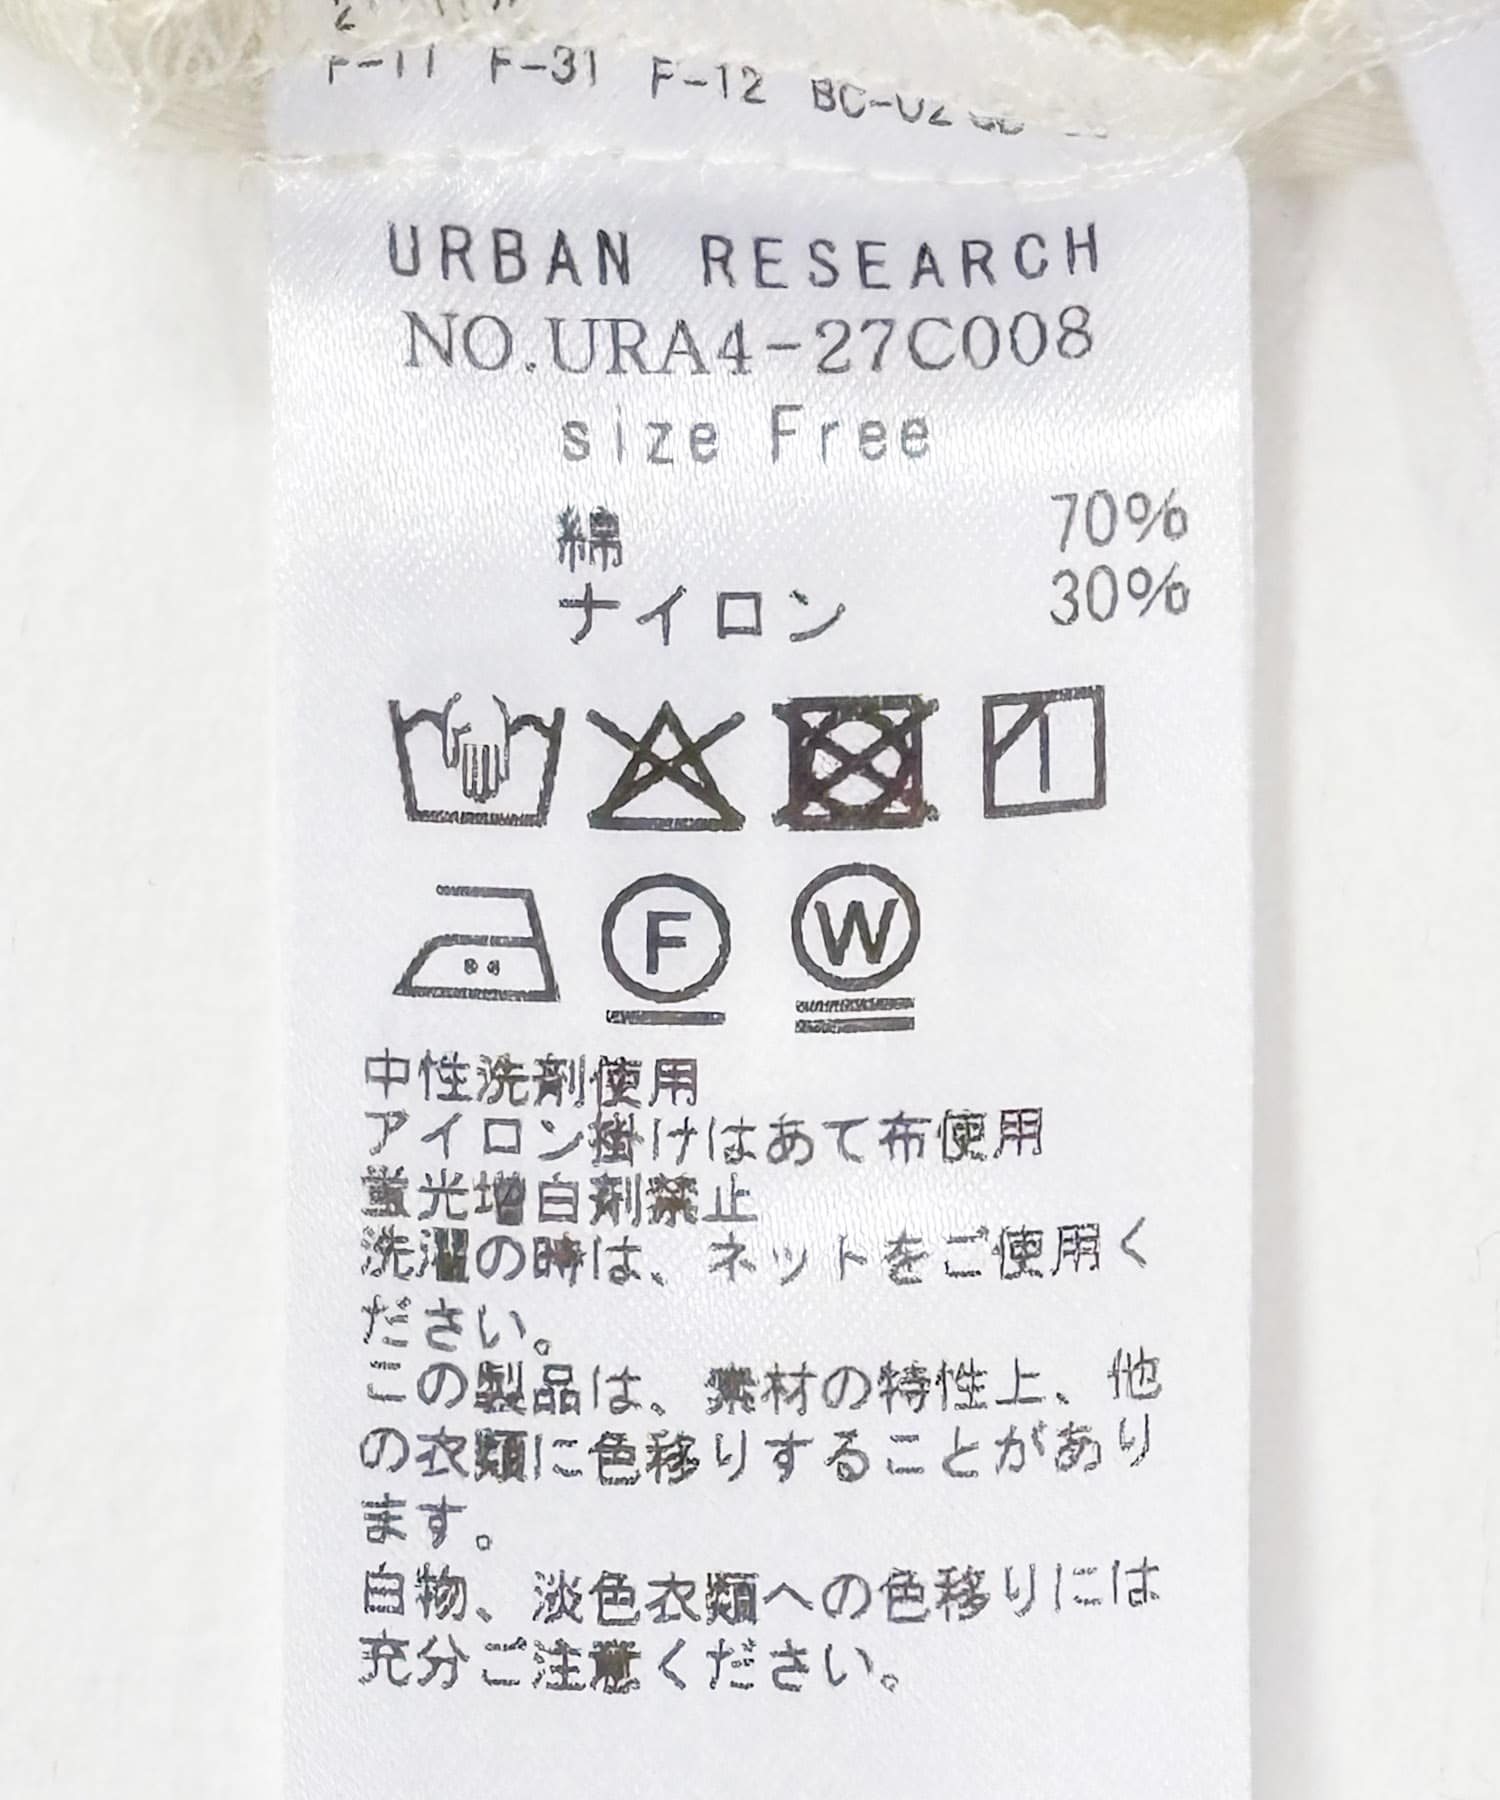 F-11 F-31 F-12 BC-02
URBAN RESEARCH
NO.URA4-27C008
size Free
綿 70%
ナイロン 30%
F W
中性洗剤使用
アイロン掛けはあて布使用
蛍光増白剤禁止
洗濯の時は、ネットをご使用く
ださい。
この製品は、素材の特性上、他
の衣類に色移りすることがあり
ます。
白物、淡色衣類への色移りには
充分ご注意ください。